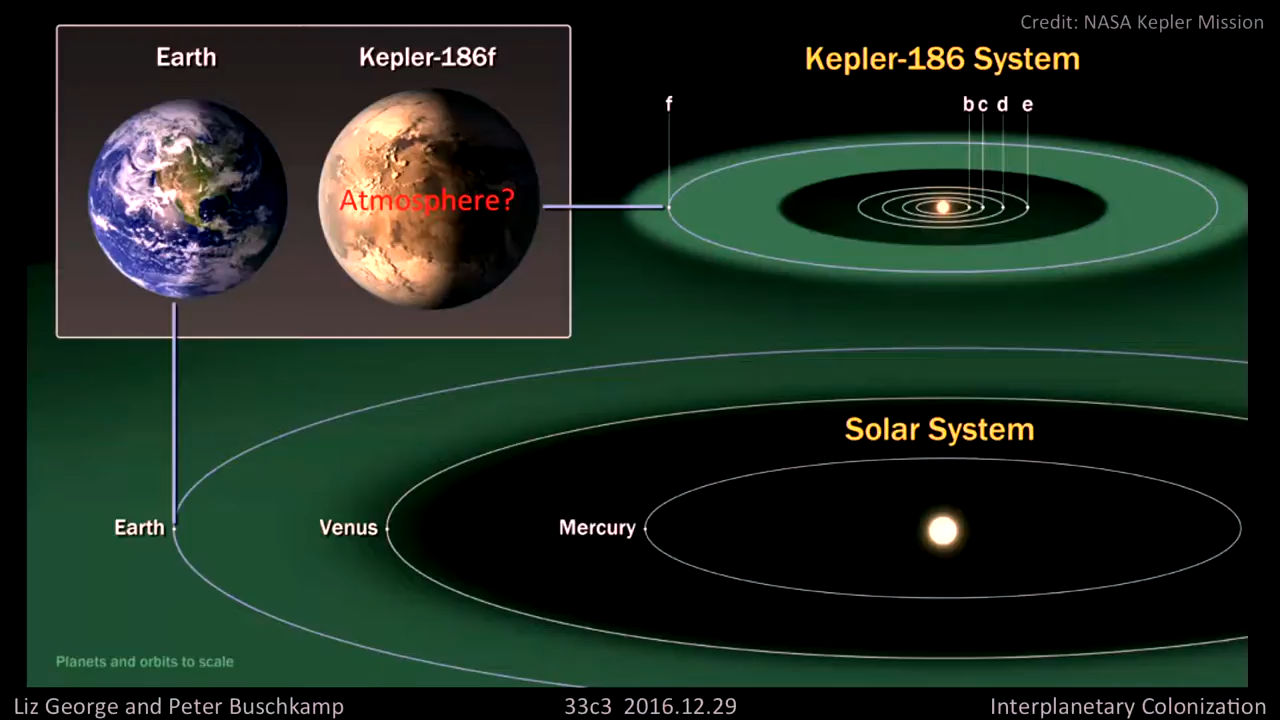 Credit: NASA Kepler Mission
Earth
Kepler-186f
Kepler-186 System
f
b c d e
Atmosphere?
Solar System
Earth
Venus
Mercury
Planets and orbits to scale
Liz George and Peter Buschkamp
33c3 2016.12.29
Interplanetary Colonization